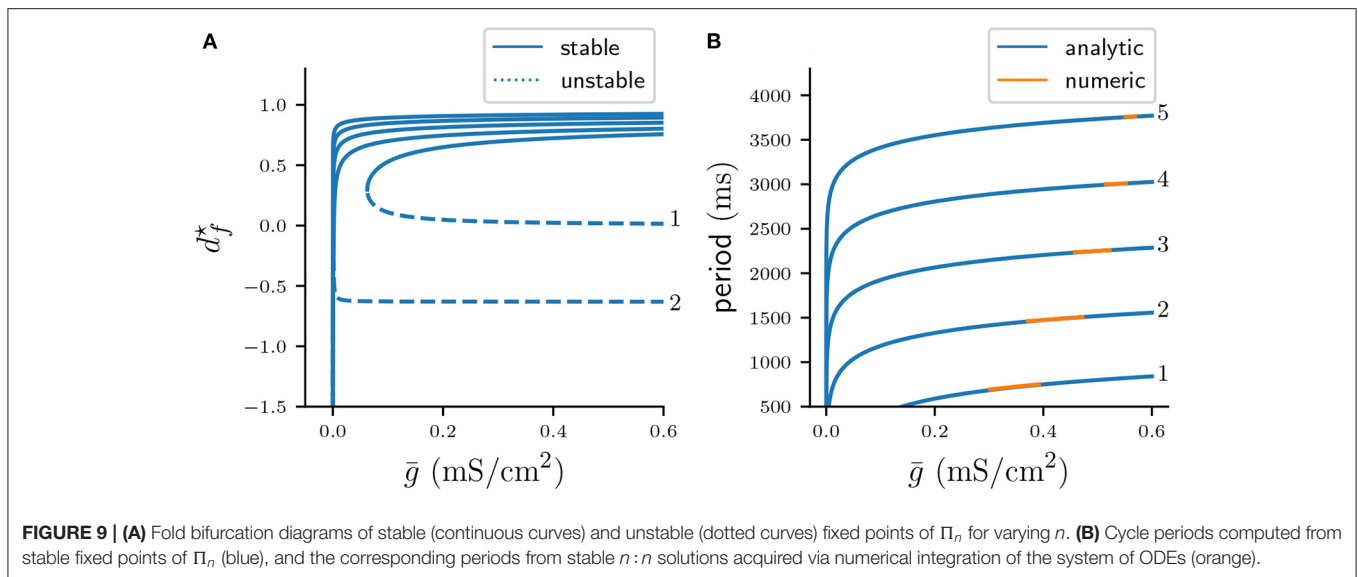 A
stable
unstable
1.0
0.5
0.0
−0.5
−1.0
−1.5
d*f
1
2
0.0 0.2 0.4 0.6
ḡ (mS/cm²)
B
analytic
numeric
4000
3500
3000
2500
2000
1500
1000
500
period (ms)
5
4
3
2
1
0.0 0.2 0.4 0.6
ḡ (mS/cm²)
FIGURE 9 | (A) Fold bifurcation diagrams of stable (continuous curves) and unstable (dotted curves) fixed points of Πn for varying n. (B) Cycle periods computed from
stable fixed points of Πn (blue), and the corresponding periods from stable n:n solutions acquired via numerical integration of the system of ODEs (orange).